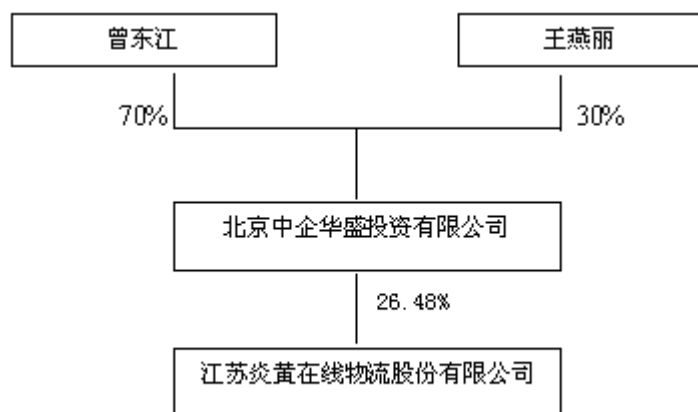 曾东江
王燕丽
70%
30%
北京中企华盛投资有限公司
26.48%
江苏炎黄在线物流股份有限公司